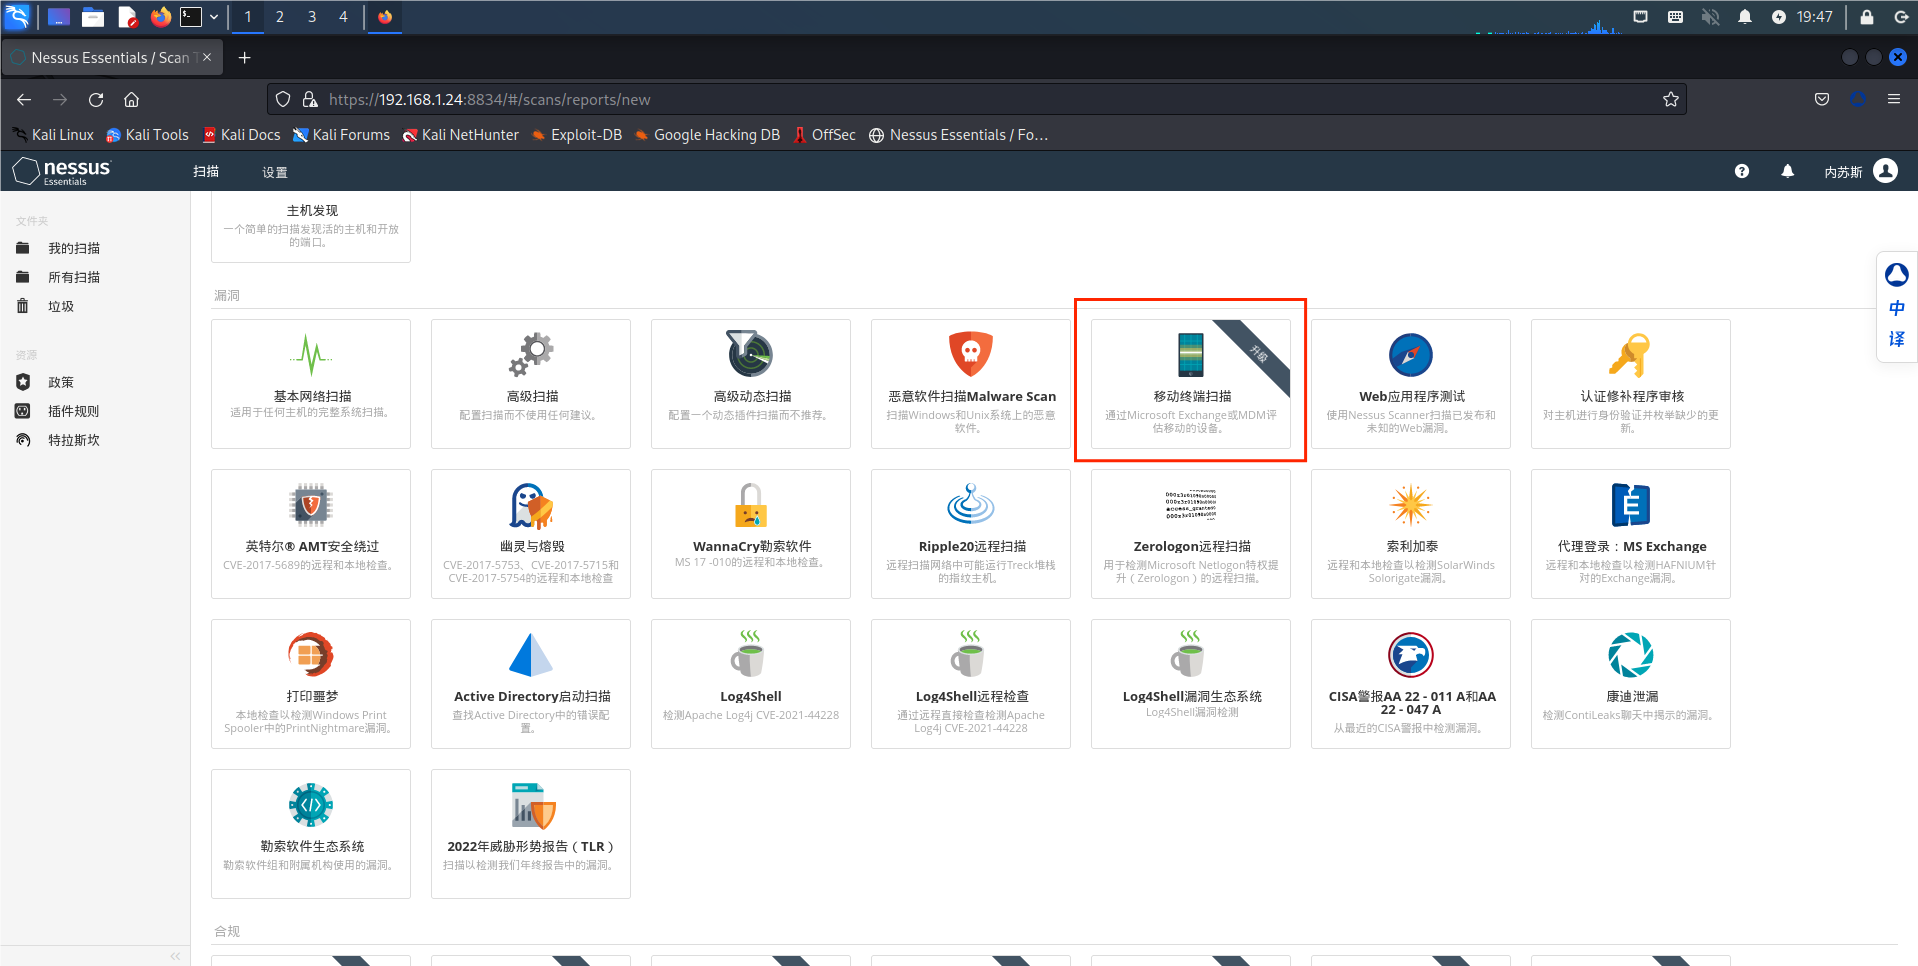 1 2 3 4
19:47
Nessus Essentials / Scan T
https://192.168.1.24:8834/#/scans/reports/new
Kali Linux Kali Tools Kali Docs Kali Forums Kali NetHunter Exploit-DB Google Hacking DB OffSec Nessus Essentials / Fo…
nessus
Essentials
扫描 设置 内苏斯
文件夹
我的扫描
所有扫描
垃圾
资源
政策
插件规则
特拉斯坎
主机发现
一个简单的扫描发现活的主机和开放
的端口。
漏洞
基本网络扫描
适用于任何主机的完整系统扫描。
高级扫描
配置扫描而不使用任何建议。
高级动态扫描
配置一个动态插件扫描而不推荐。
恶意软件扫描Malware Scan
扫描Windows和Unix系统上的恶意
软件。
升级
移动终端扫描
通过Microsoft Exchange或MDM评
估移动的设备。
Web应用程序测试
使用Nessus Scanner扫描已发布和
未知的Web漏洞。
认证修补程序审核
对主机进行身份验证并枚举缺少的更
新。
英特尔® AMT安全绕过
CVE-2017-5689的远程和本地检查。
幽灵与熔毁
CVE-2017-5753、CVE-2017-5715和
CVE-2017-5754的远程和本地检查
WannaCry勒索软件
MS 17 -010的远程和本地检查。
Ripple20远程扫描
远程扫描网络中可能运行Treck堆栈
的指纹主机。
Zerologon远程扫描
用于检测Microsoft Netlogon特权提
升（Zerologon）的远程扫描。
索利加泰
远程和本地检查以检测SolarWinds
Solorigate漏洞。
代理登录：MS Exchange
远程和本地检查以检测HAFNIUM针
对的Exchange漏洞。
打印噩梦
本地检查以检测Windows Print
Spooler中的PrintNightmare漏洞。
Active Directory启动扫描
查找Active Directory中的错误配
置。
Log4Shell
检测Apache Log4j CVE-2021-44228
Log4Shell远程检查
通过远程直接检查检测Apache
Log4j CVE-2021-44228
Log4Shell漏洞生态系统
Log4Shell漏洞检测
CISA警报AA 22 - 011 A和AA
22 - 047 A
从最近的CISA警报中检测漏洞。
康迪泄漏
检测ContiLeaks聊天中揭示的漏洞。
勒索软件生态系统
勒索软件组和附属机构使用的漏洞。
2022年威胁形势报告（TLR）
扫描以检测我们年终报告中的漏洞。
合规
中
译